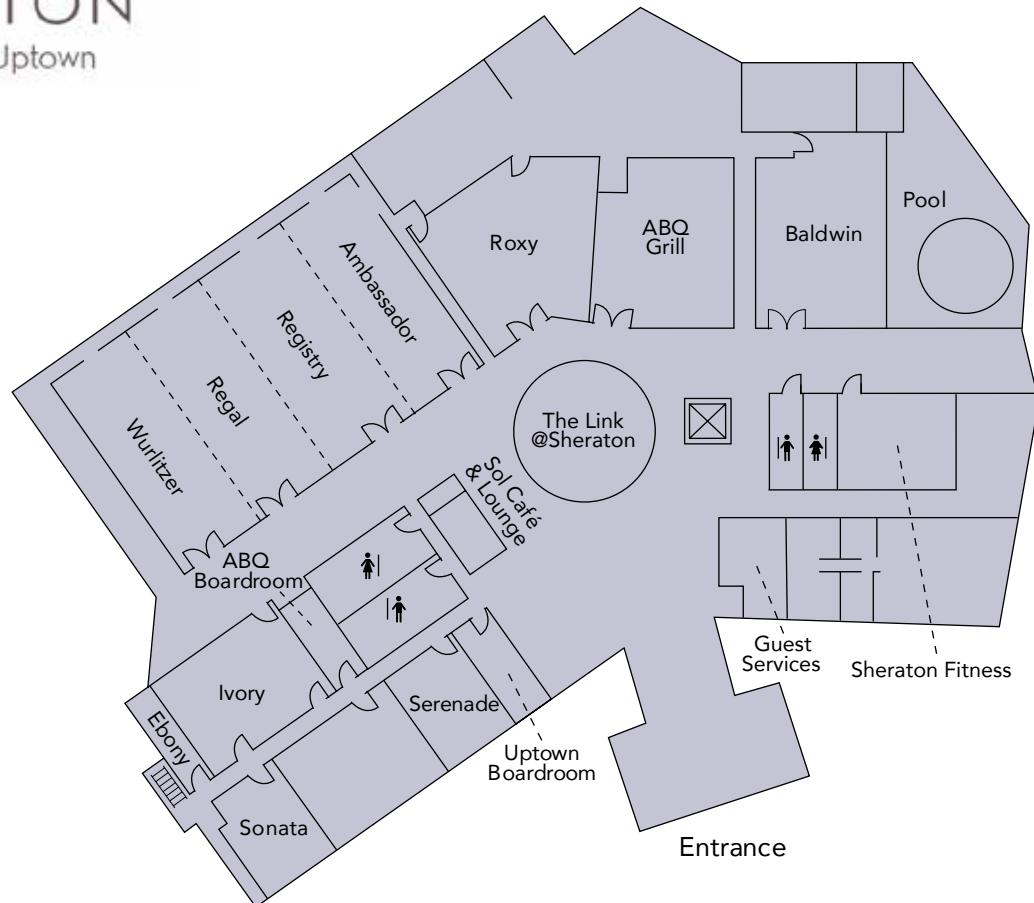 TON
Uptown
Pool
ABQ
Grill
Baldwin
Roxy
Ambassador
Registry
Regal
Wurlitzer
The Link
@Sheraton
Sol Café
& Lounge
ABQ
Boardroom
Ivory
Ebony
Serenade
Guest
Services
Sheraton Fitness
Uptown
Boardroom
Sonata
Entrance